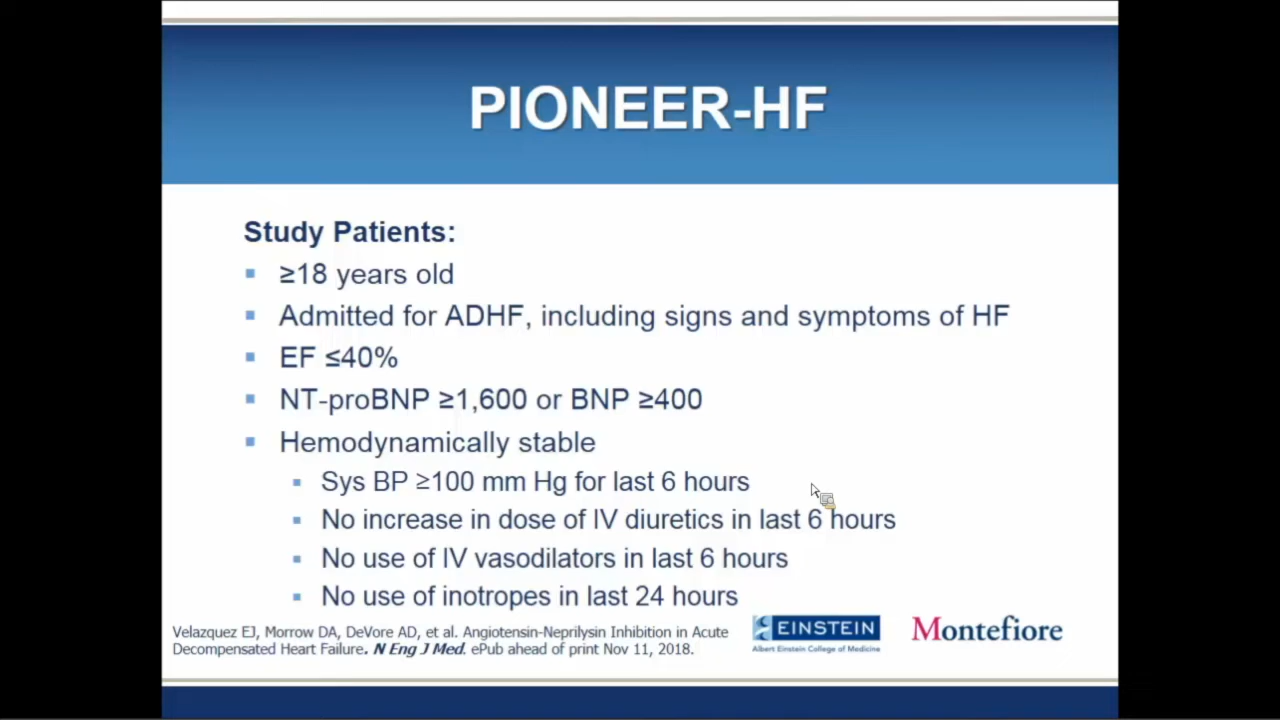 PIONEER-HF
Study Patients:
▪ ≥18 years old
▪ Admitted for ADHF, including signs and symptoms of HF
▪ EF ≤40%
▪ NT-proBNP ≥1,600 or BNP ≥400
▪ Hemodynamically stable
▪ Sys BP ≥100 mm Hg for last 6 hours
▪ No increase in dose of IV diuretics in last 6 hours
▪ No use of IV vasodilators in last 6 hours
▪ No use of inotropes in last 24 hours
Velazquez EJ, Morrow DA, DeVore AD, et al. Angiotensin-Neprilysin Inhibition in Acute
Decompensated Heart Failure. N Eng J Med. ePub ahead of print Nov 11, 2018.
EINSTEIN
Albert Einstein College of Medicine
Montefiore